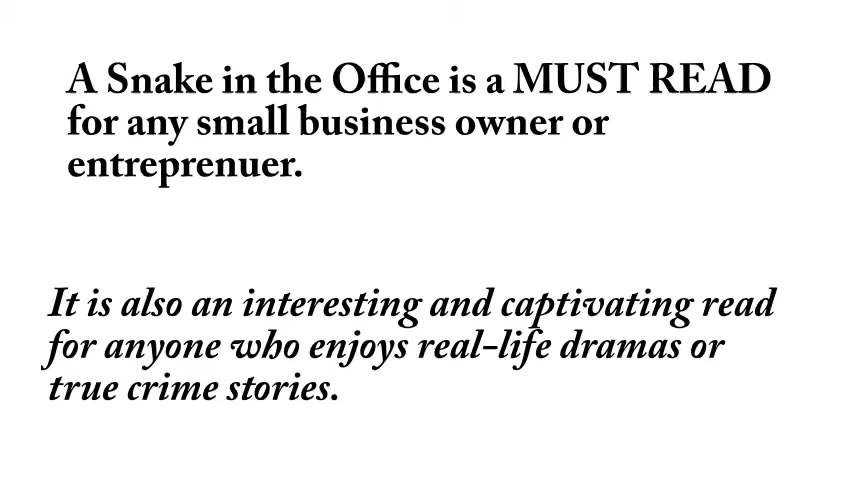 A Snake in the Office is a MUST READ
for any small business owner or
entreprenuer.
It is also an interesting and captivating read
for anyone who enjoys real-life dramas or
true crime stories.